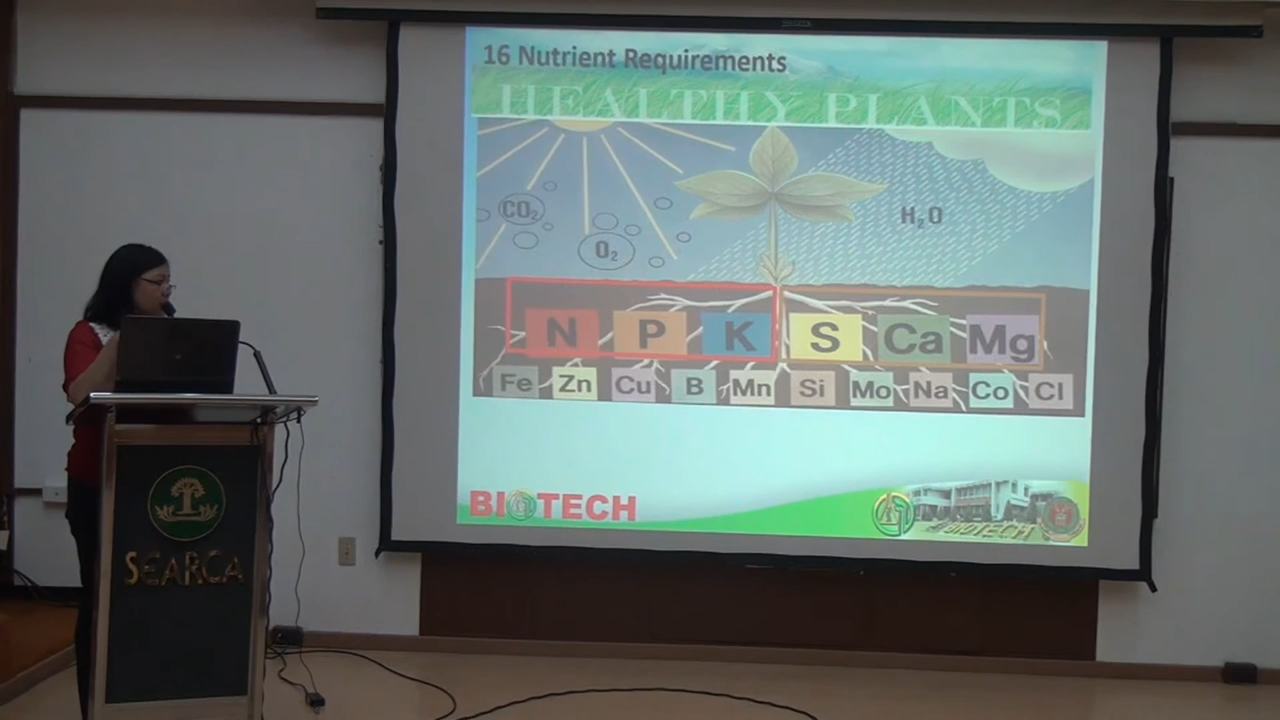 16 Nutrient Requirements
HEALTHY PLANTS
CO₂
O₂
H₂O
N P K S Ca Mg
Fe Zn Cu B Mn Si Mo Na Co Cl
BIOTECH
BIOTECH
SEARCA